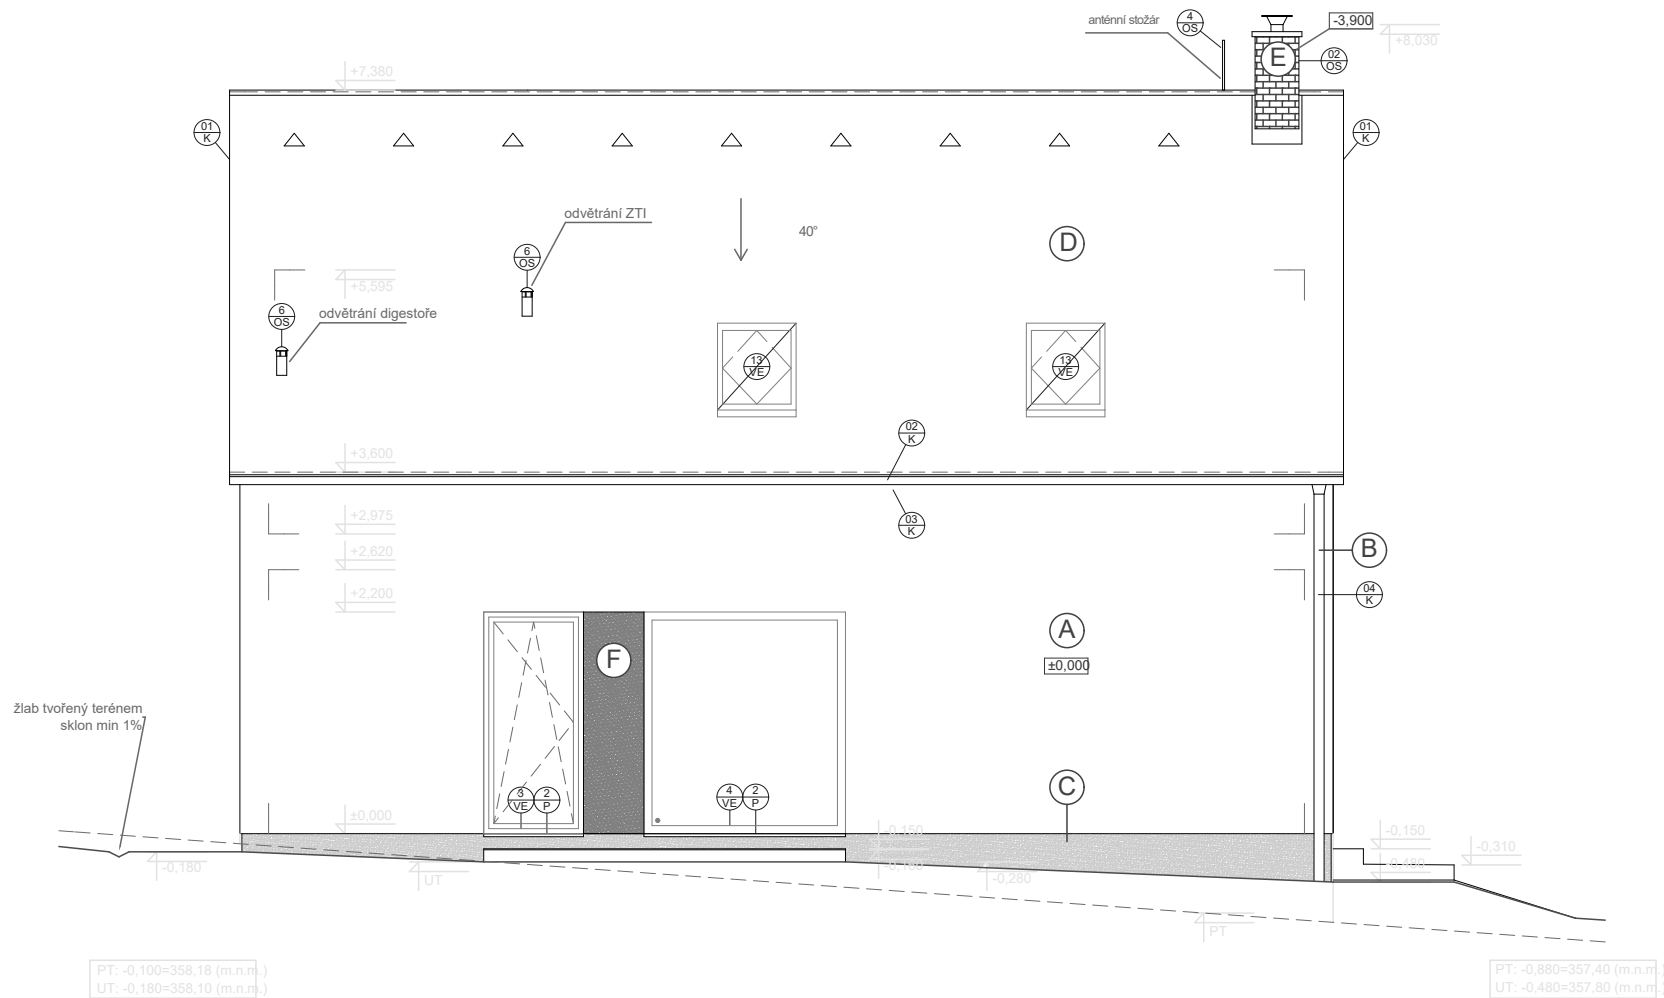 anténní stožár
4
OS
E
-3,900
+8,030
02
OS
+7,380
01
K
01
K
odvětrání ZTI
40°
D
6
OS
+5,595
6
OS
odvětrání digestoře
13
VE
13
VE
02
K
+3,600
+2,975
03
K
+2,620
B
+2,200
04
K
A
F
±0,000
žlab tvořený terénem
sklon min 1%
C
3
VE
2
P
4
VE
2
P
±0,000
-0,150
-0,150
-0,310
-0,180
-0,180
-0,480
UT
-0,280
PT
PT: -0,100=358,18 (m.n.m.)
UT: -0,180=358,10 (m.n.m.)
PT: -0,880=357,40 (m.n.m.)
UT: -0,480=357,80 (m.n.m.)